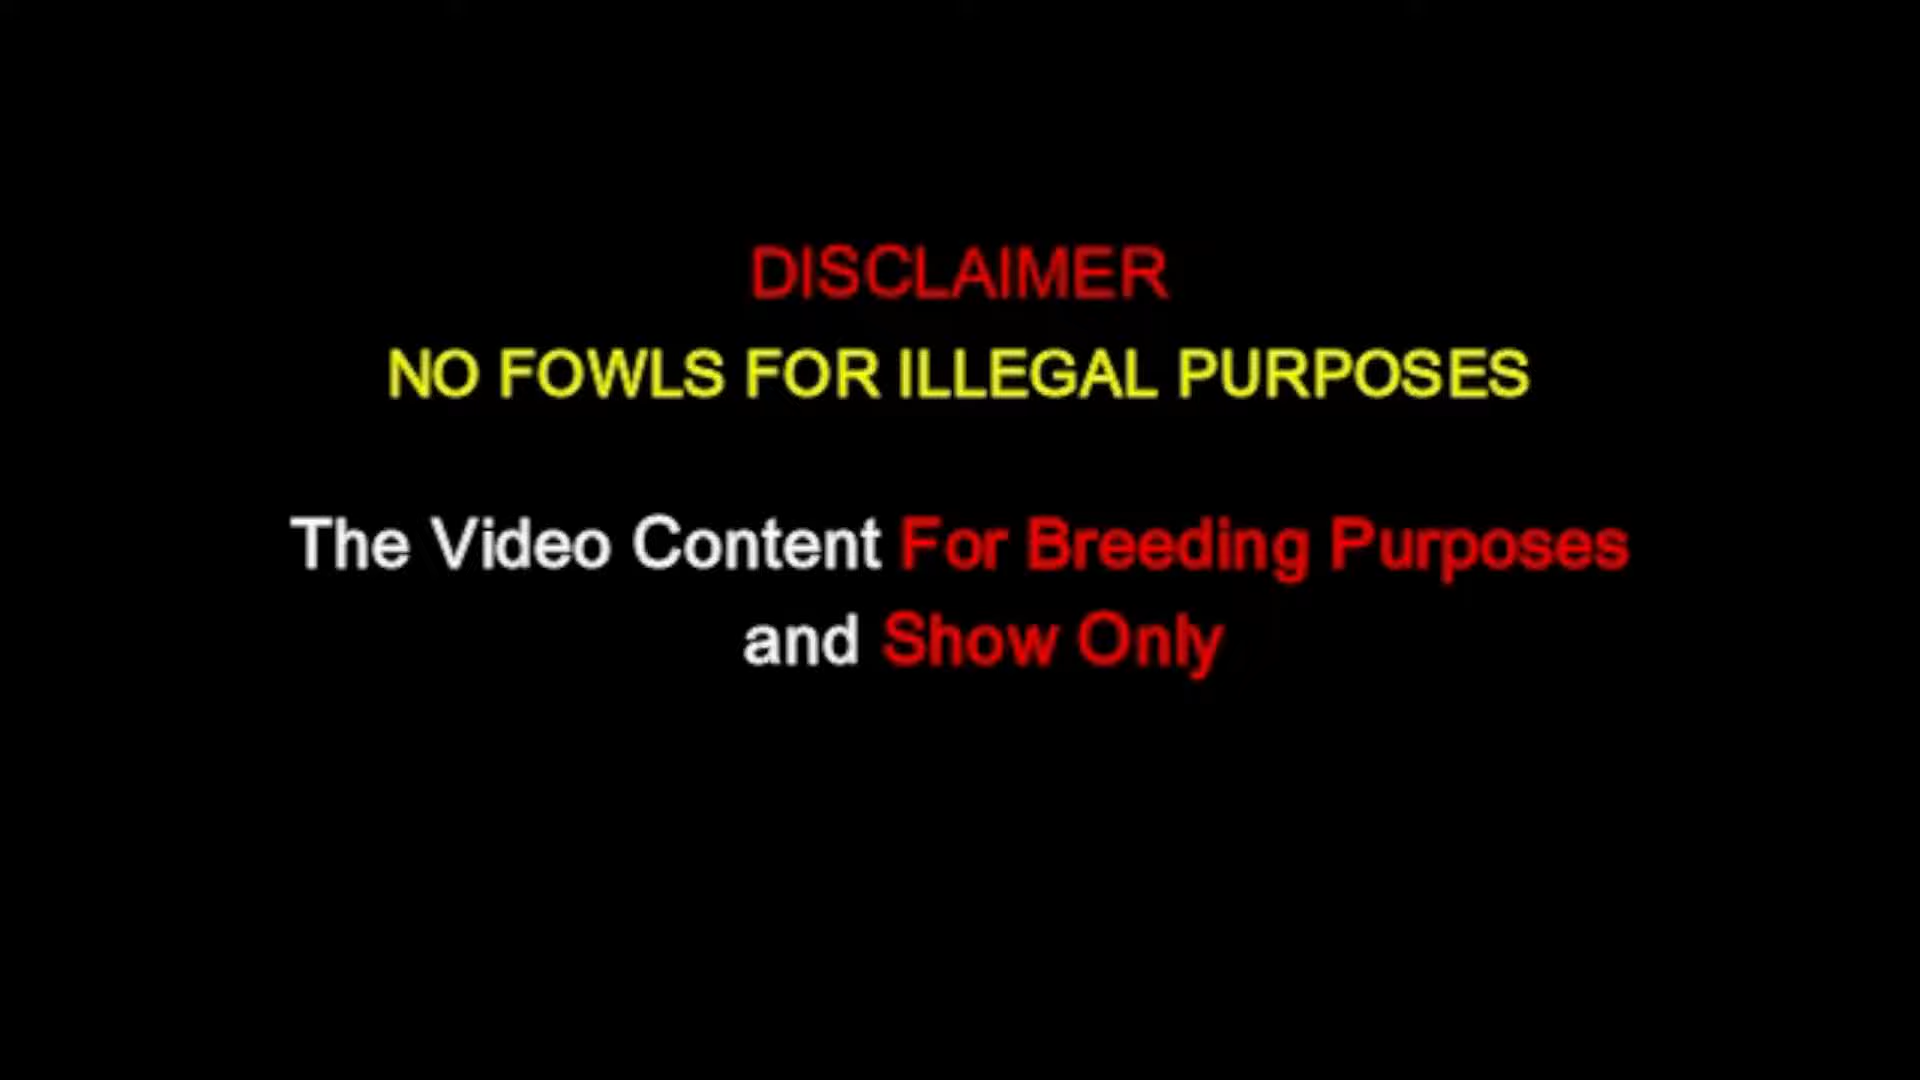 DISCLAIMER
NO FOWLS FOR ILLEGAL PURPOSES
The Video Content For Breeding Purposes
and Show Only